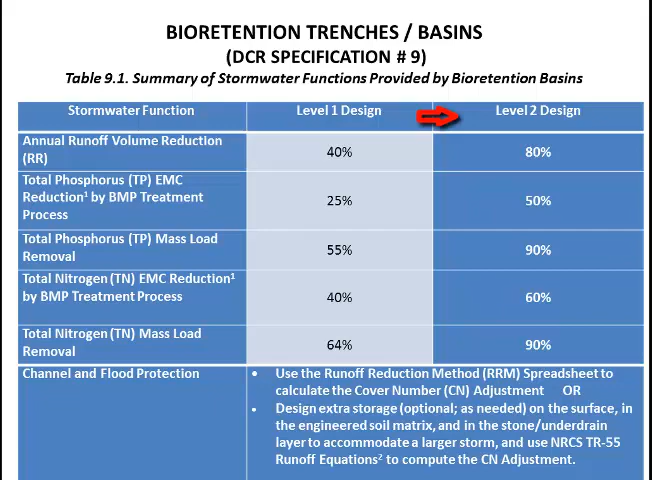 BIORETENTION TRENCHES / BASINS
(DCR SPECIFICATION # 9)
Table 9.1. Summary of Stormwater Functions Provided by Bioretention Basins
Stormwater Function Level 1 Design Level 2 Design
Annual Runoff Volume Reduction
(RR) 40% 80%
Total Phosphorus (TP) EMC
Reduction¹ by BMP Treatment
Process 25% 50%
Total Phosphorus (TP) Mass Load
Removal 55% 90%
Total Nitrogen (TN) EMC Reduction¹
by BMP Treatment Process 40% 60%
Total Nitrogen (TN) Mass Load
Removal 64% 90%
Channel and Flood Protection • Use the Runoff Reduction Method (RRM) Spreadsheet to
calculate the Cover Number (CN) Adjustment OR
• Design extra storage (optional; as needed) on the surface, in
the engineered soil matrix, and in the stone/underdrain
layer to accommodate a larger storm, and use NRCS TR-55
Runoff Equations² to compute the CN Adjustment.